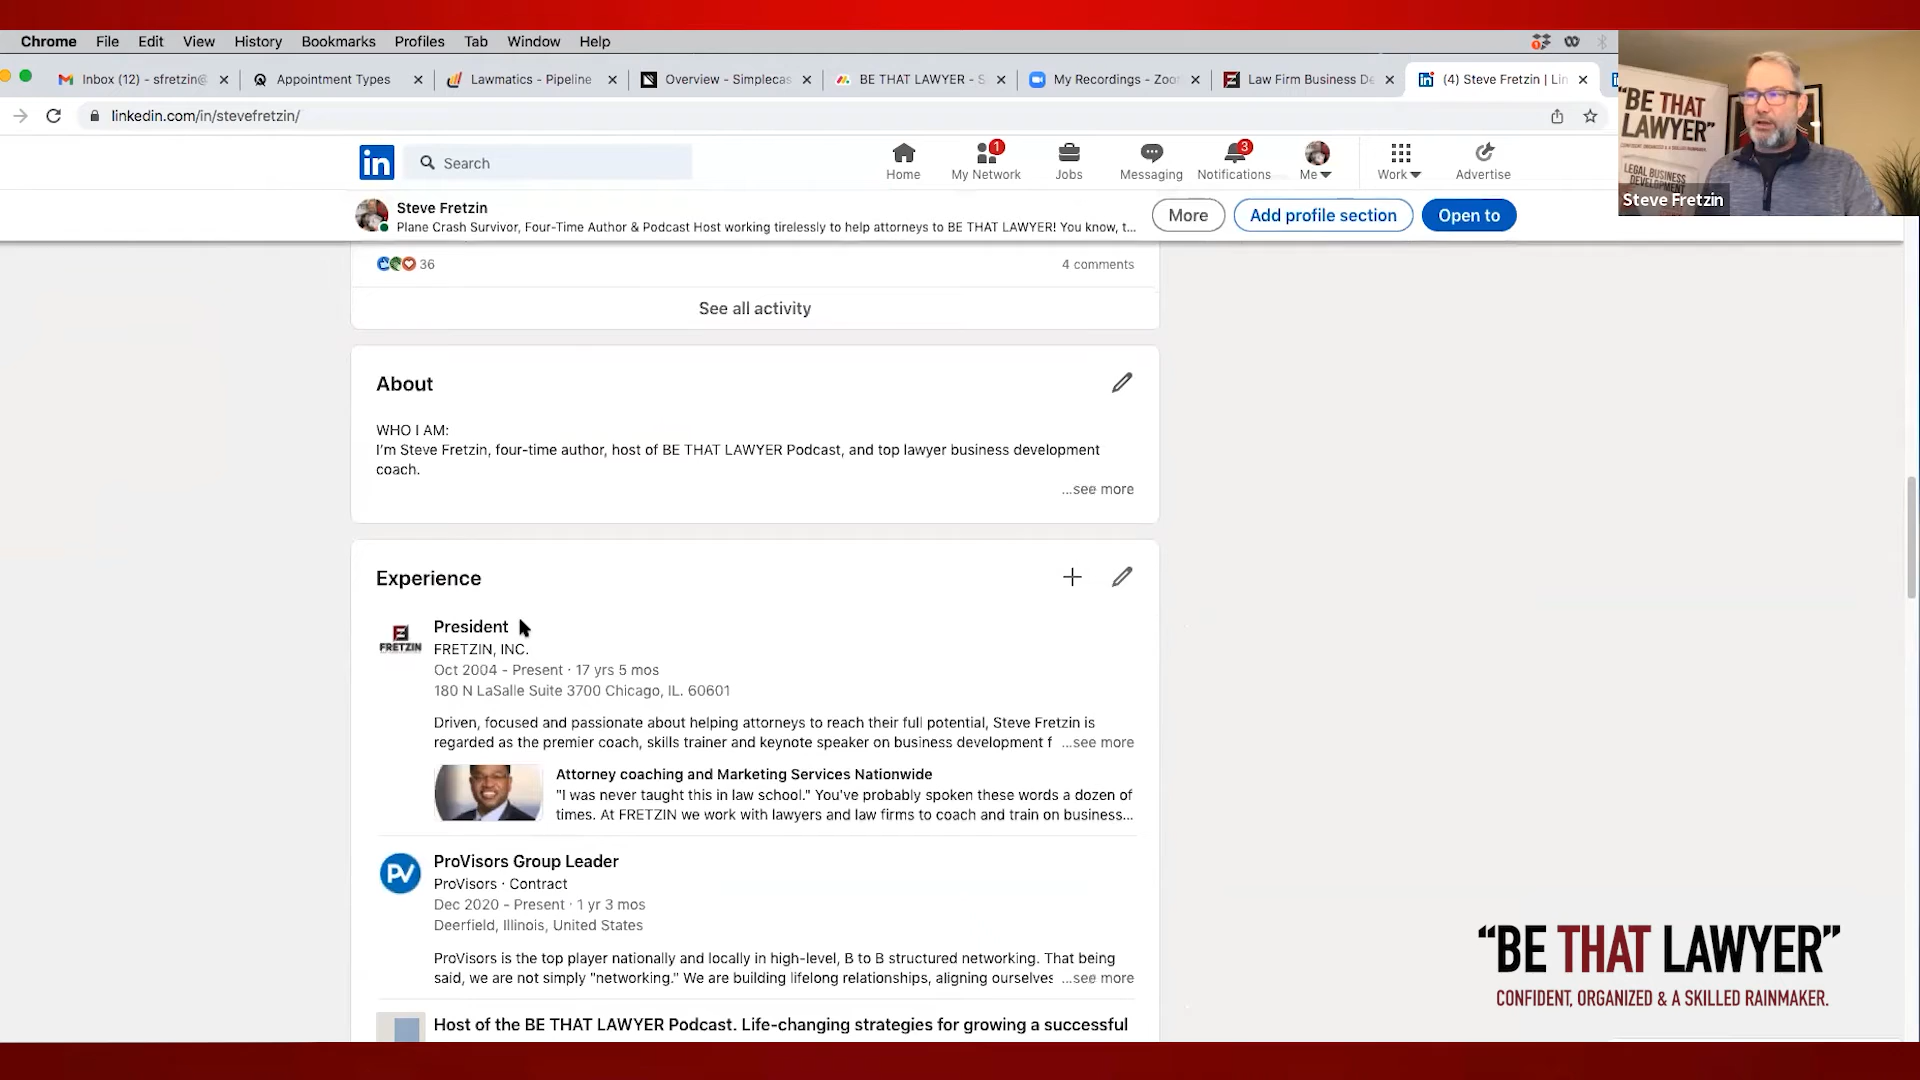 Chrome File Edit View History Bookmarks Profiles Tab Window Help
Inbox (12) - sfretzin@ Appointment Types Lawmatics - Pipeline Overview - Simplecas BE THAT LAWYER - S My Recordings - Zoo Law Firm Business De (4) Steve Fretzin | Lin
linkedin.com/in/stevefretzin/
"BE THAT
LAWYER"
CONFIDENT, ORGANIZED & A SKILLED RAINMAKER.
LEGAL BUSINESS
DEVELOPMENT
Steve Fretzin
in Search
1 3
Home My Network Jobs Messaging Notifications Me Work Advertise
Steve Fretzin
Plane Crash Survivor, Four-Time Author & Podcast Host working tirelessly to help attorneys to BE THAT LAWYER! You know, t...
More Add profile section Open to
36 4 comments
See all activity
About
WHO I AM:
I'm Steve Fretzin, four-time author, host of BE THAT LAWYER Podcast, and top lawyer business development
coach.
...see more
Experience
FRETZIN
President
FRETZIN, INC.
Oct 2004 - Present · 17 yrs 5 mos
180 N LaSalle Suite 3700 Chicago, IL. 60601
Driven, focused and passionate about helping attorneys to reach their full potential, Steve Fretzin is
regarded as the premier coach, skills trainer and keynote speaker on business development f ...see more
Attorney coaching and Marketing Services Nationwide
"I was never taught this in law school." You've probably spoken these words a dozen of
times. At FRETZIN we work with lawyers and law firms to coach and train on business...
PV
ProVisors Group Leader
ProVisors · Contract
Dec 2020 - Present · 1 yr 3 mos
Deerfield, Illinois, United States
ProVisors is the top player nationally and locally in high-level, B to B structured networking. That being
said, we are not simply "networking." We are building lifelong relationships, aligning ourselves ...see more
Host of the BE THAT LAWYER Podcast. Life-changing strategies for growing a successful
“BE THAT LAWYER”
CONFIDENT, ORGANIZED & A SKILLED RAINMAKER.